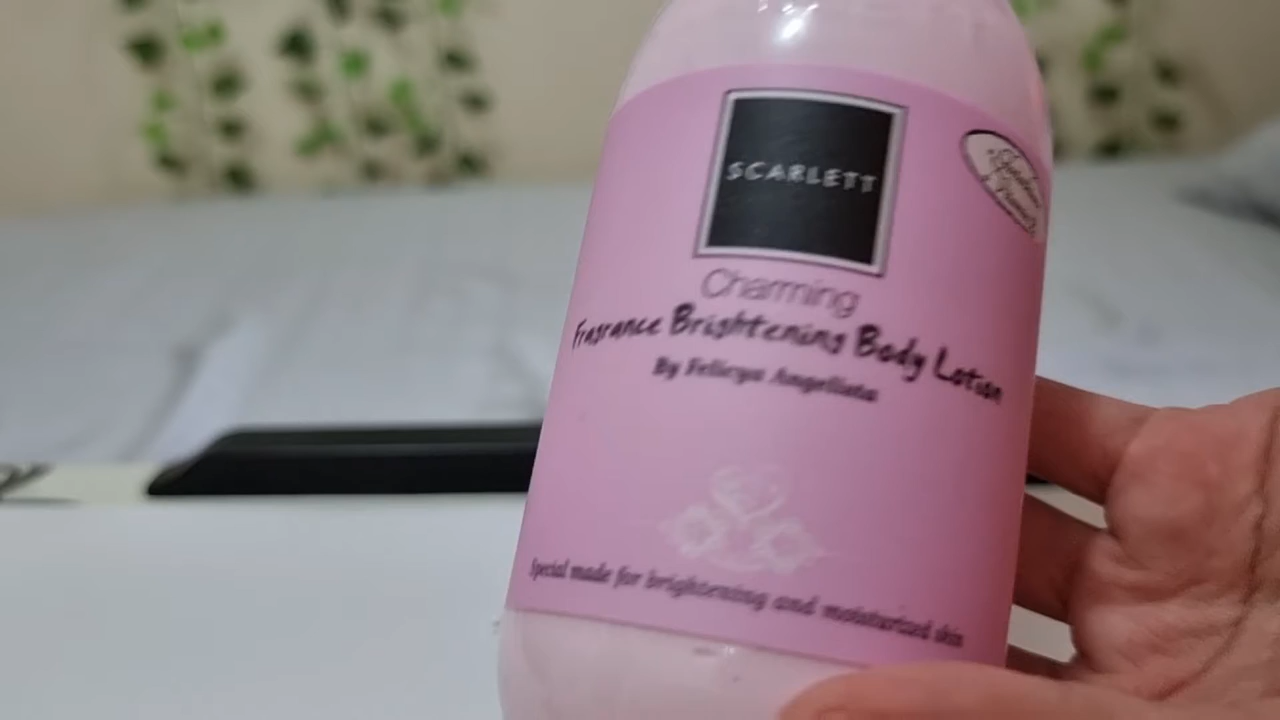 SCARLETT
Charming
Fragrance Brightening Body Lotion
By Felicya Angelista
Special made for brightening and moisturized skin